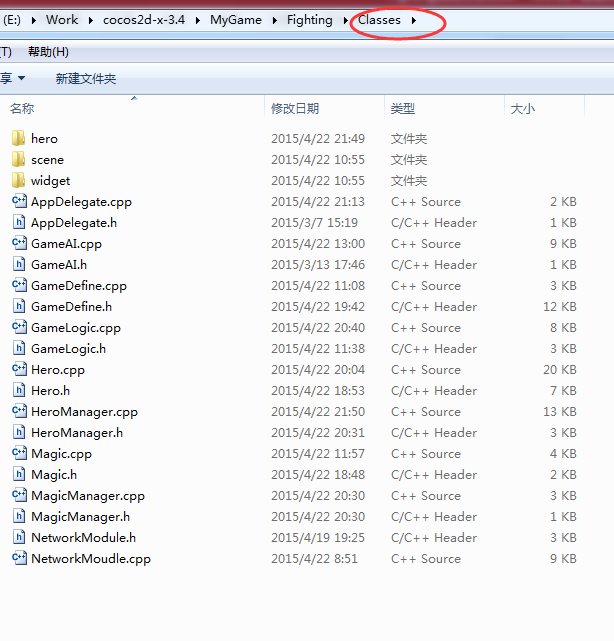 (E:) Work cocos2d-x-3.4 MyGame Fighting Classes
(T) 帮助(H)
享 新建文件夹
名称 修改日期 类型 大小
hero 2015/4/22 21:49 文件夹
scene 2015/4/22 10:55 文件夹
widget 2015/4/22 10:55 文件夹
AppDelegate.cpp 2015/4/22 21:13 C++ Source 2 KB
AppDelegate.h 2015/3/7 15:19 C/C++ Header 1 KB
GameAI.cpp 2015/4/22 13:00 C++ Source 9 KB
GameAI.h 2015/3/13 17:46 C/C++ Header 1 KB
GameDefine.cpp 2015/4/22 11:08 C++ Source 3 KB
GameDefine.h 2015/4/22 19:42 C/C++ Header 12 KB
GameLogic.cpp 2015/4/22 20:40 C++ Source 8 KB
GameLogic.h 2015/4/22 11:38 C/C++ Header 3 KB
Hero.cpp 2015/4/22 20:04 C++ Source 20 KB
Hero.h 2015/4/22 18:53 C/C++ Header 7 KB
HeroManager.cpp 2015/4/22 21:50 C++ Source 13 KB
HeroManager.h 2015/4/22 20:31 C/C++ Header 3 KB
Magic.cpp 2015/4/22 11:57 C++ Source 4 KB
Magic.h 2015/4/22 18:48 C/C++ Header 2 KB
MagicManager.cpp 2015/4/22 20:30 C++ Source 3 KB
MagicManager.h 2015/4/22 20:30 C/C++ Header 1 KB
NetworkModule.h 2015/4/19 19:25 C/C++ Header 3 KB
NetworkMoudle.cpp 2015/4/22 8:51 C++ Source 9 KB